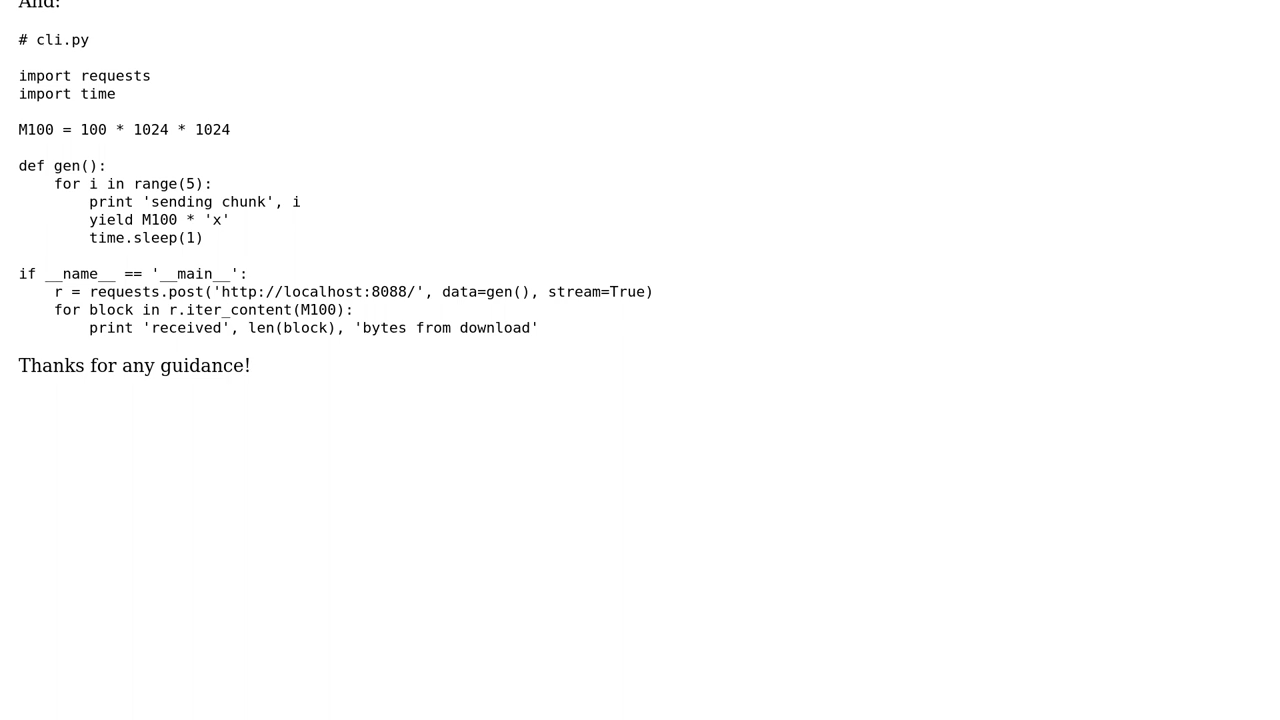 And:
# cli.py
import requests
import time
M100 = 100 * 1024 * 1024
def gen():
    for i in range(5):
        print 'sending chunk', i
        yield M100 * 'x'
        time.sleep(1)
if __name__ == '__main__':
    r = requests.post('http://localhost:8088/', data=gen(), stream=True)
    for block in r.iter_content(M100):
        print 'received', len(block), 'bytes from download'
Thanks for any guidance!